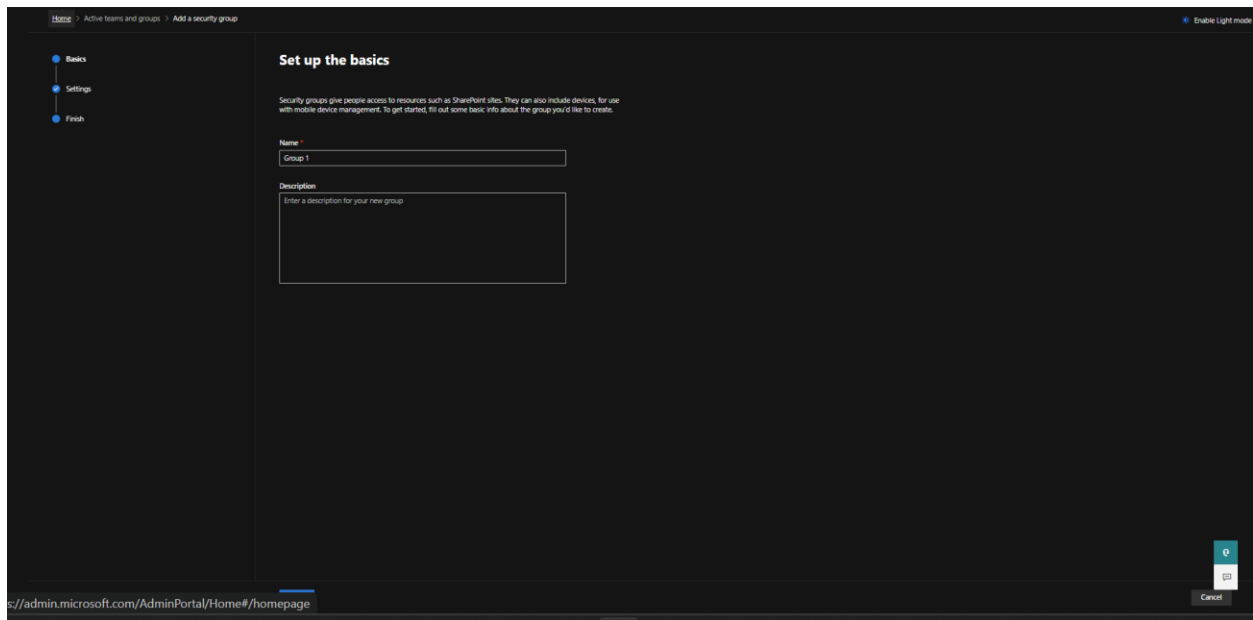 Home > Active teams and groups > Add a security group
Enable Light mode
Basics
Settings
Finish
Set up the basics
Security groups give people access to resources such as SharePoint sites. They can also include devices, for use
with mobile device management. To get started, fill out some basic info about the group you'd like to create.
Name *
Group 1
Description
Enter a description for your new group
Cancel
s://admin.microsoft.com/AdminPortal/Home#/homepage